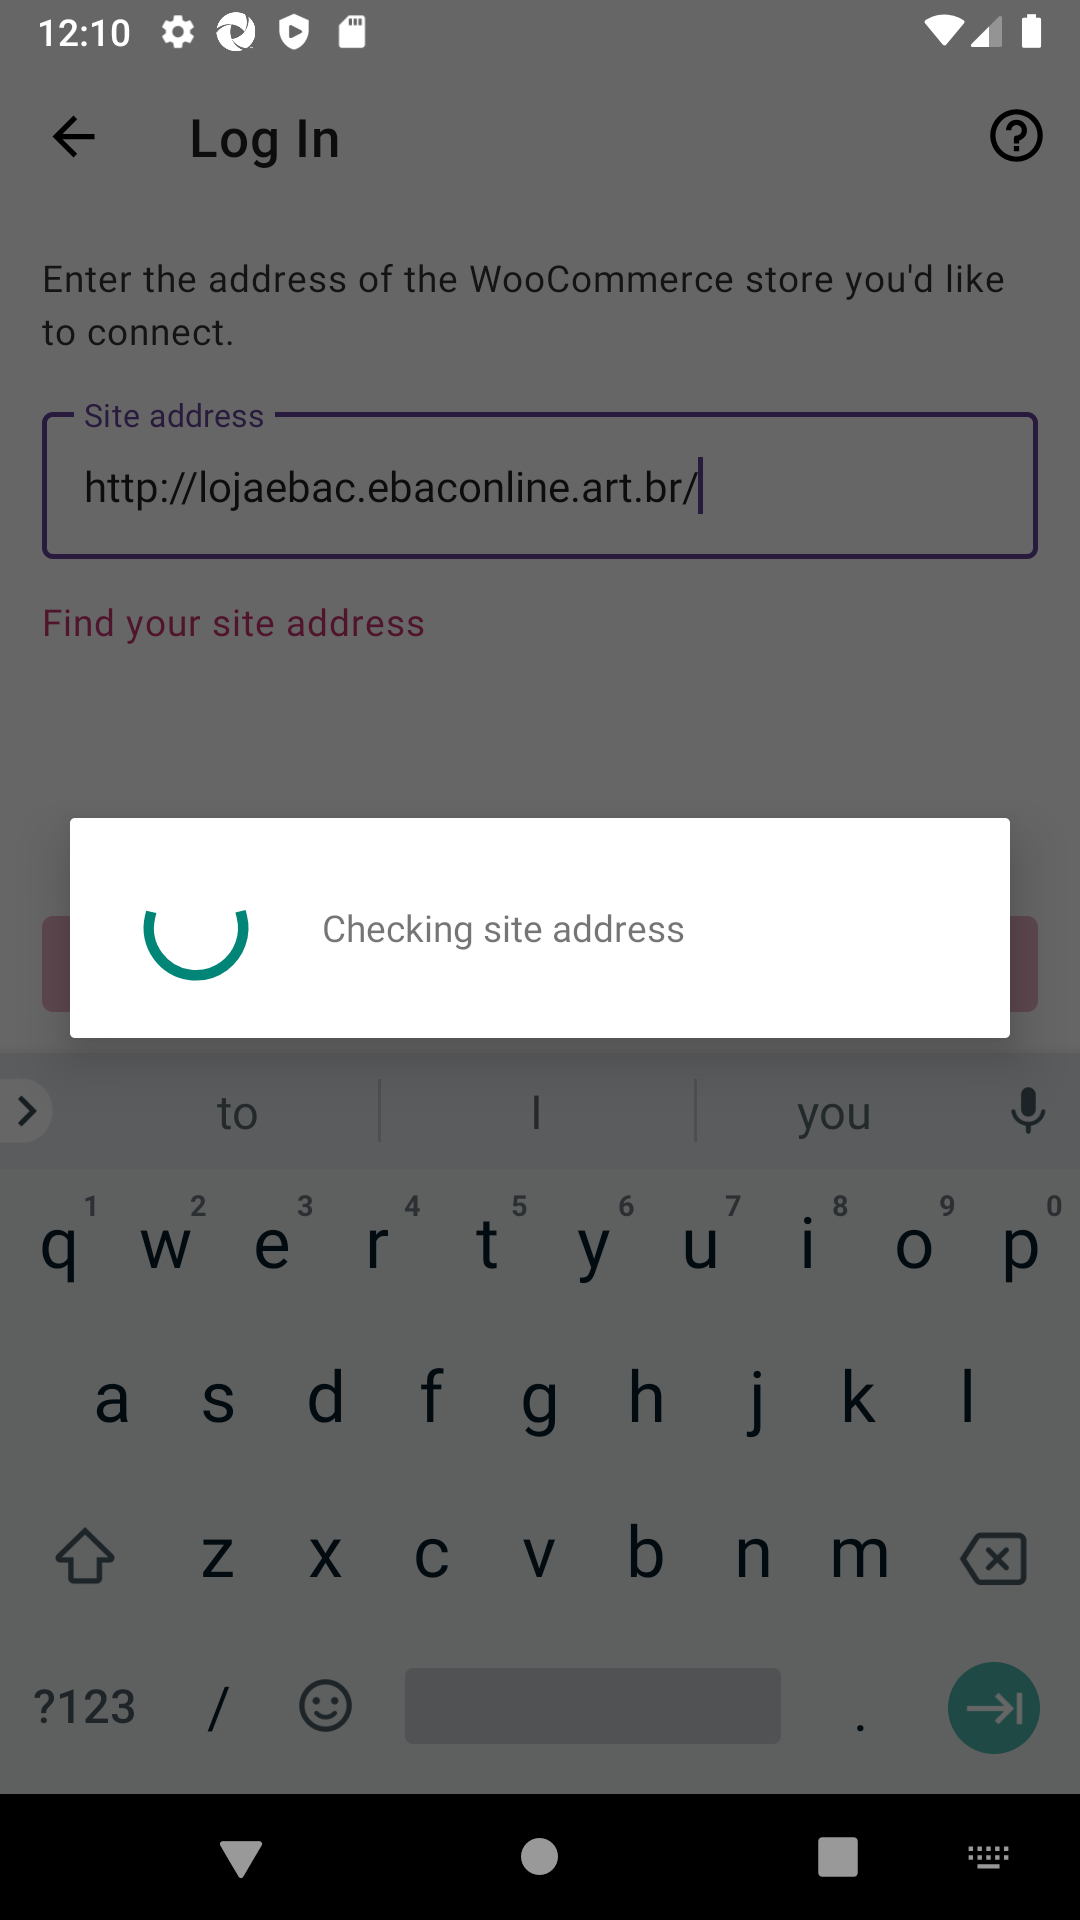 12:10
Log In
Enter the address of the WooCommerce store you'd like
to connect.
Site address
http://lojaebac.ebaconline.art.br/
Find your site address
Checking site address
to I you
1 2 3 4 5 6 7 8 9 0
q w e r t y u i o p
a s d f g h j k l
z x c v b n m
?123 / .